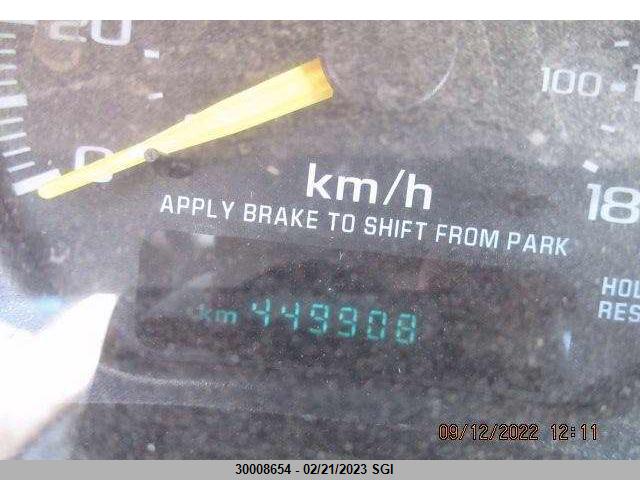 20
100
0
km/h
18
APPLY BRAKE TO SHIFT FROM PARK
HOL
RES
km 449908
09/12/2022 12:11
30008654 - 02/21/2023 SGI